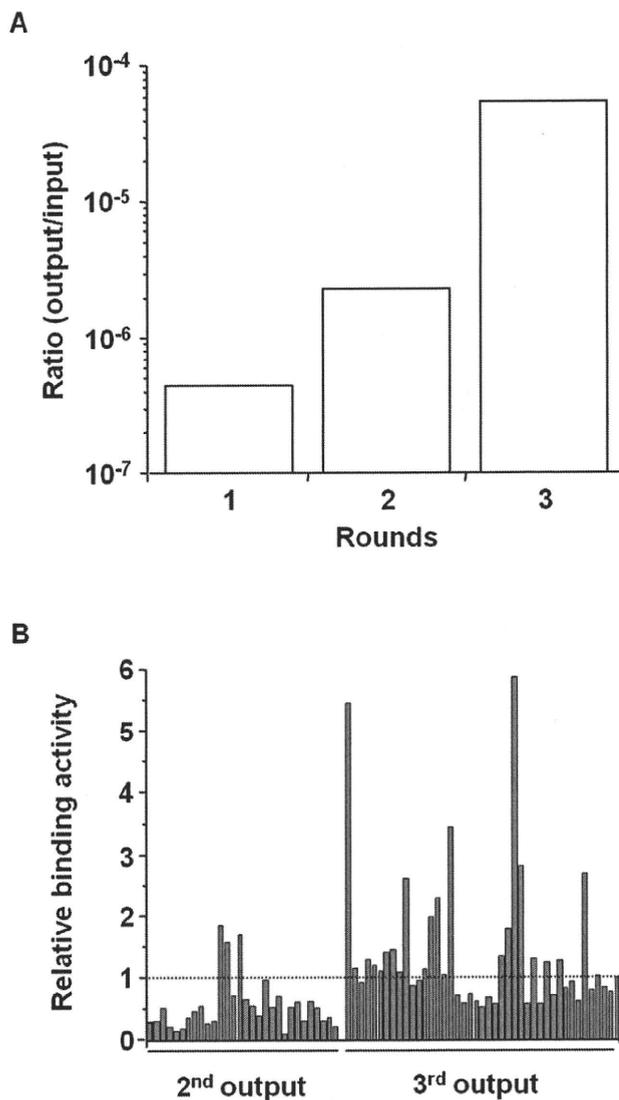 A
Ratio (output/input)
10-4
10-5
10-6
10-7
1 2 3
Rounds
B
Relative binding activity
6
5
4
3
2
1
0
2nd output 3rd output